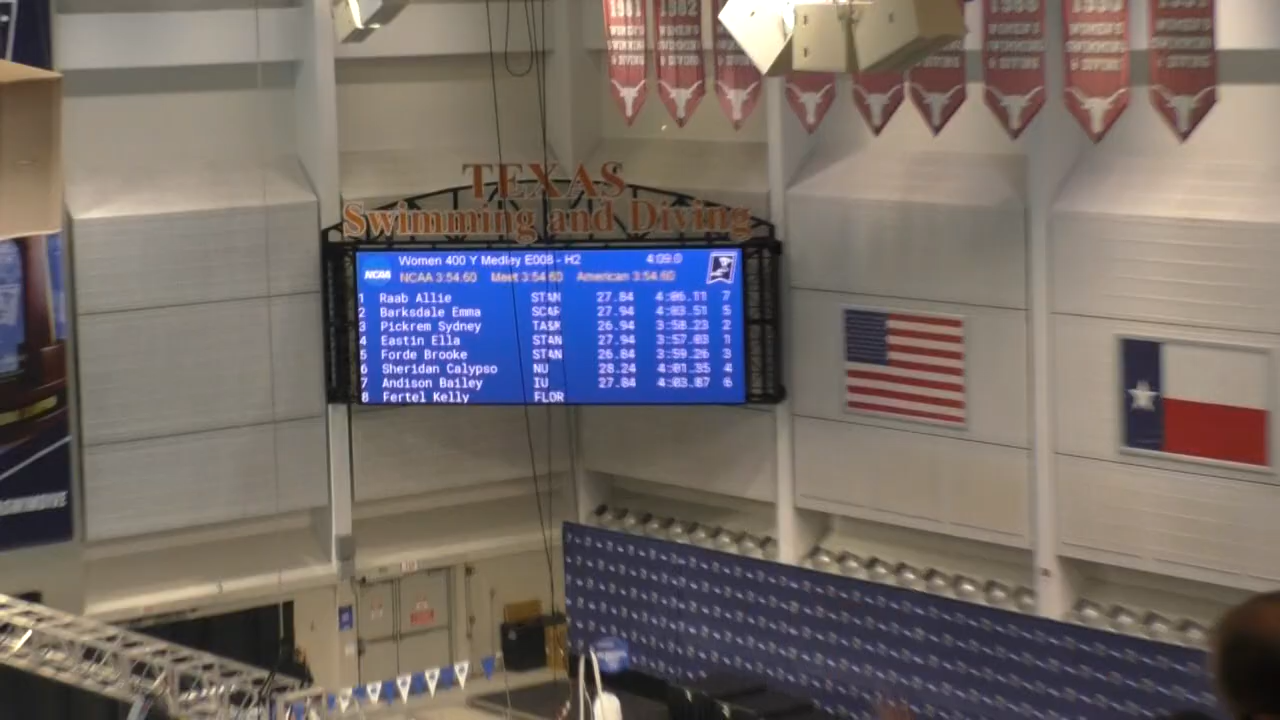 TEXAS
Swimming and Diving
NCAA
Women 400 Y Medley E008 - H2 4:09.0
NCAA 3:54.60 Meet 3:54.60 American 3:54.60
1 Raab Allie STAN 27.84 4:06.11 7
2 Barksdale Emma SCAR 27.94 4:03.51 5
3 Pickrem Sydney TA&M 26.94 3:58.23 2
4 Eastin Ella STAN 27.94 3:57.03 1
5 Forde Brooke STAN 26.84 3:59.26 3
6 Sheridan Calypso NU 28.24 4:01.35 4
7 Andison Bailey IU 27.84 4:03.87 6
8 Fertel Kelly FLOR
WOMEN'S
SWIMMING
& DIVING